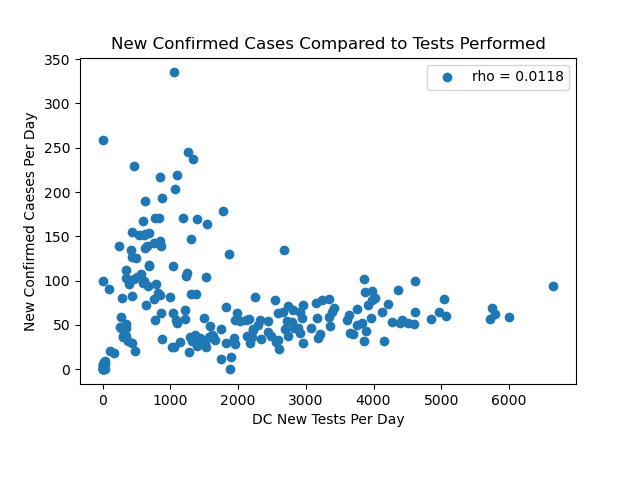 New Confirmed Cases Compared to Tests Performed
rho = 0.0118
350
300
250
200
150
100
50
0
New Confirmed Caeses Per Day
0 1000 2000 3000 4000 5000 6000
DC New Tests Per Day